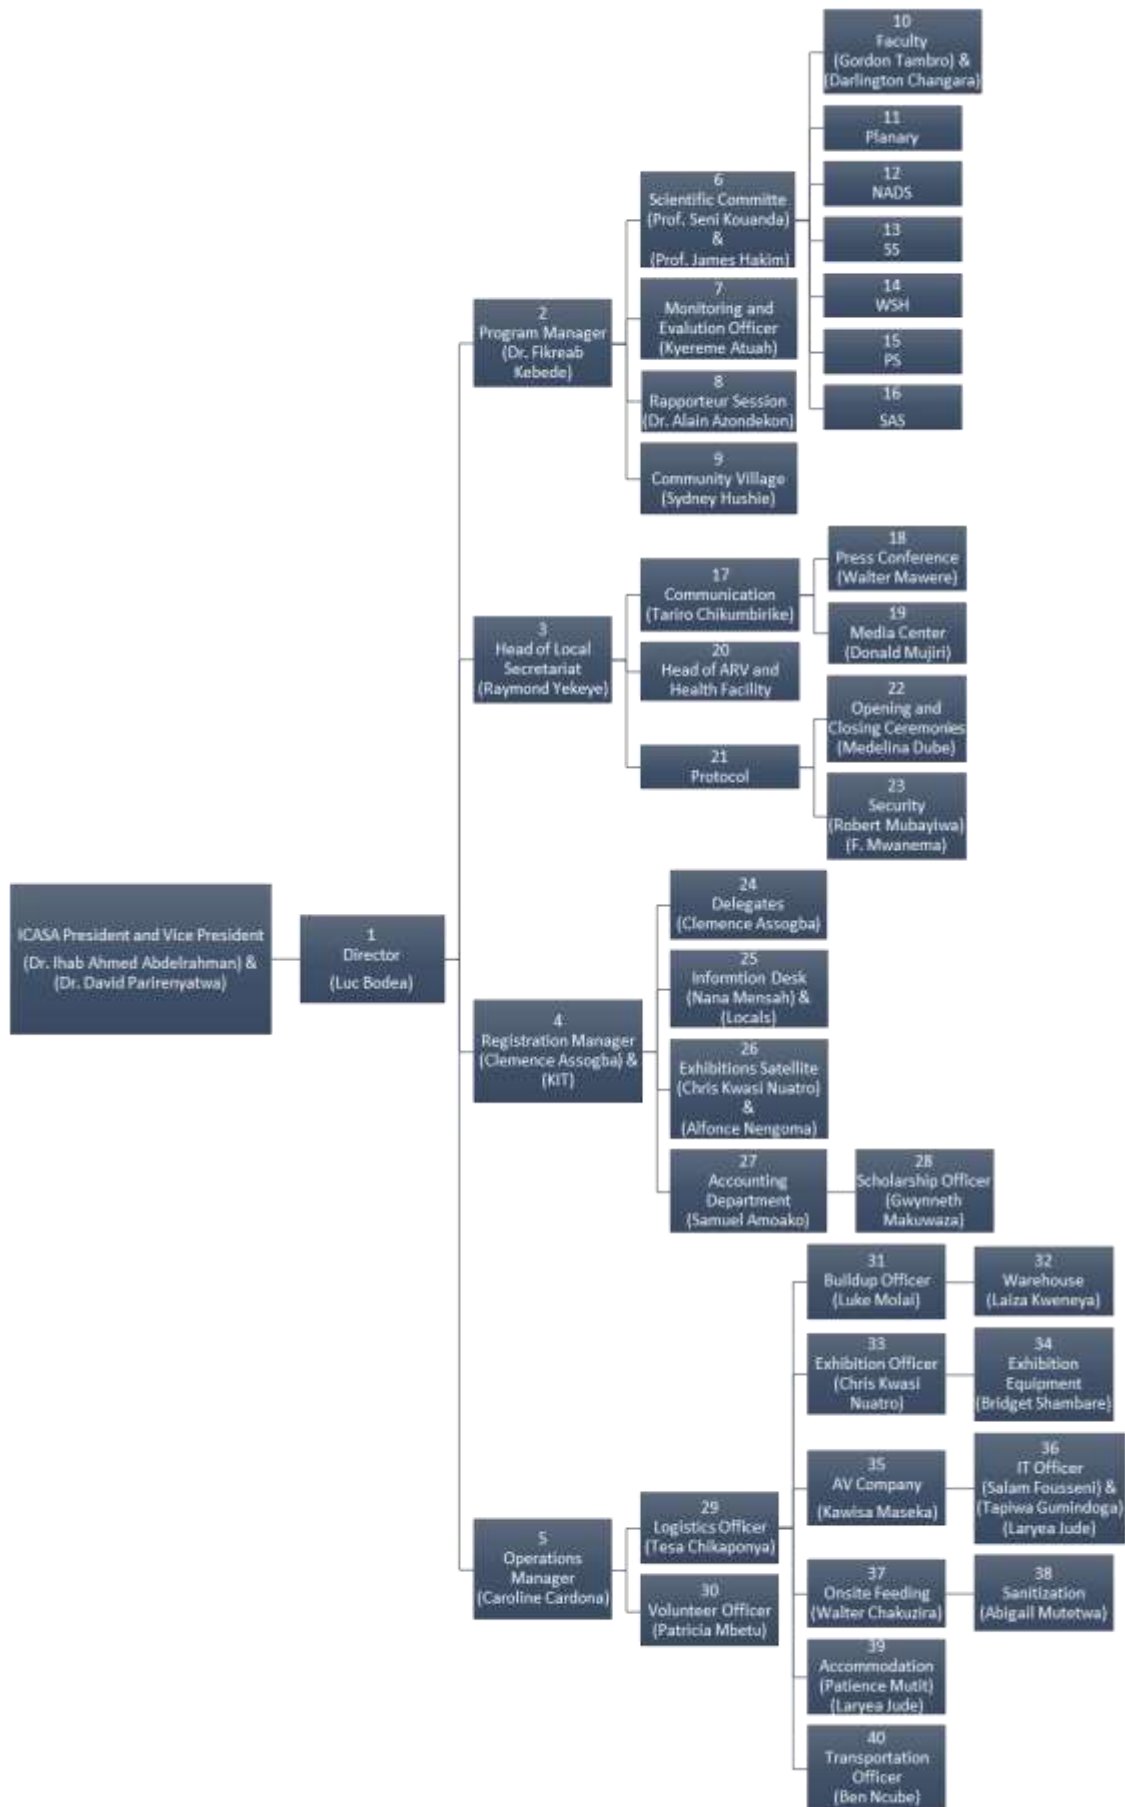 ICASA President and Vice President
(Dr. Ihab Ahmed Abdelrahman) &
(Dr. David Parirenyatwa)
1
Director
(Luc Bodea)
2
Program Manager
(Dr. Fikreab
Kebede)
6
Scientific Committe
(Prof. Seni Kouanda)
&
(Prof. James Hakim)
10
Faculty
(Gordon Tambro) &
(Darlington Changara)
11
Planary
12
NADS
13
SS
14
WSH
15
PS
16
SAS
7
Monitoring and
Evalution Officer
(Kyereme Atuah)
8
Rapporteur Session
(Dr. Alain Azondekon)
9
Community Village
(Sydney Hushie)
3
Head of Local
Secretariat
(Raymond Yekeye)
17
Communication
(Tariro Chikumbirike)
18
Press Conference
(Walter Mawere)
19
Media Center
(Donald Mujiri)
20
Head of ARV and
Health Facility
21
Protocol
22
Opening and
Closing Ceremonies
(Medelina Dube)
23
Security
(Robert Mubayiwa)
(F. Mwanema)
4
Registration Manager
(Clemence Assogba) &
(KIT)
24
Delegates
(Clemence Assogba)
25
Informtion Desk
(Nana Mensah) &
(Locals)
26
Exhibitions Satellite
(Chris Kwasi Nuatro)
&
(Alfonce Nengoma)
27
Accounting
Department
(Samuel Amoako)
28
Scholarship Officer
(Gwynneth
Makuwaza)
5
Operations
Manager
(Caroline Cardona)
29
Logistics Officer
(Tesa Chikaponya)
30
Volunteer Officer
(Patricia Mbetu)
31
Buildup Officer
(Luke Molai)
32
Warehouse
(Laiza Kweneya)
33
Exhibition Officer
(Chris Kwasi
Nuatro)
34
Exhibition
Equipment
(Bridget Shambare)
35
AV Company
(Kawisa Maseka)
36
IT Officer
(Salam Fousseni) &
(Tapiwa Gumindoga)
(Laryea Jude)
37
Onsite Feeding
(Walter Chakuzira)
38
Sanitization
(Abigail Mutetwa)
39
Accommodation
(Patience Mutit)
(Laryea Jude)
40
Transportation
Officer
(Ben Ncube)